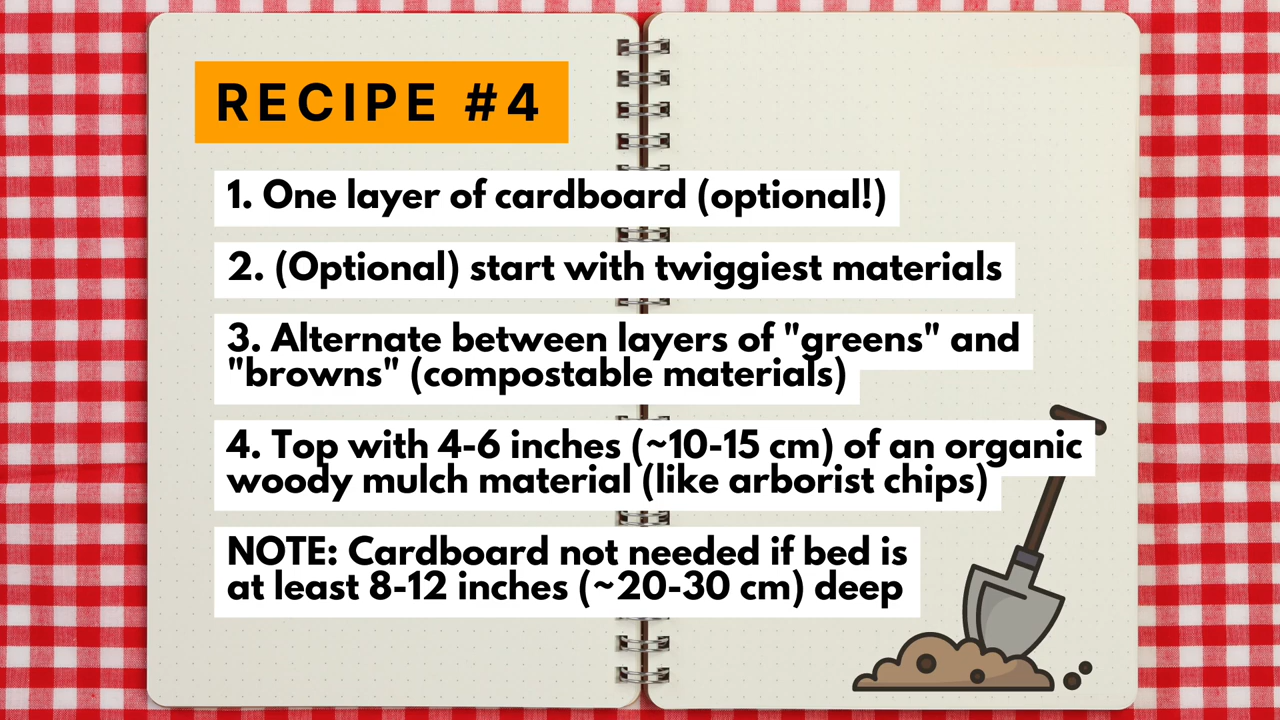 RECIPE #4
1. One layer of cardboard (optional!)
2. (Optional) start with twiggiest materials
3. Alternate between layers of "greens" and
"browns" (compostable materials)
4. Top with 4-6 inches (~10-15 cm) of an organic
woody mulch material (like arborist chips)
NOTE: Cardboard not needed if bed is
at least 8-12 inches (~20-30 cm) deep